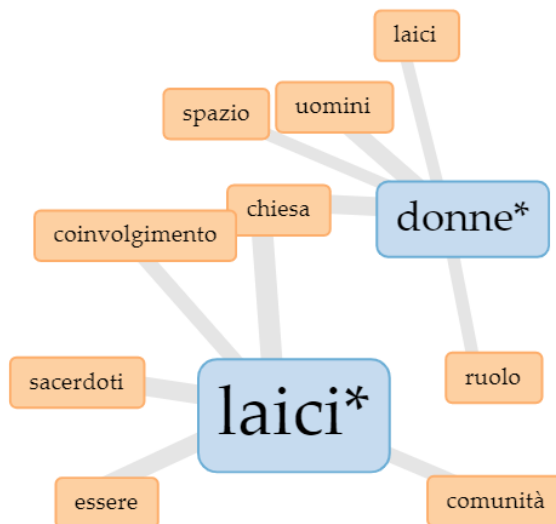 laici
spazio
uomini
chiesa
donne*
coinvolgimento
sacerdoti
laici*
ruolo
essere
comunità